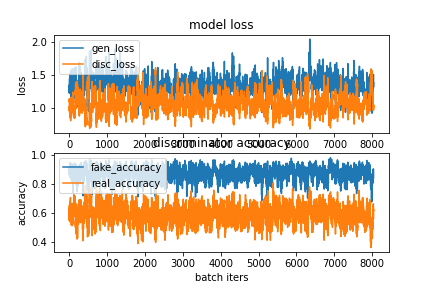 model loss
2.0
1.5
1.0
loss
gen_loss
disc_loss
0 1000 2000 3000 4000 5000 6000 7000 8000
discriminator accuracy
1.0
0.8
0.6
0.4
accuracy
fake_accuracy
real_accuracy
0 1000 2000 3000 4000 5000 6000 7000 8000
batch iters